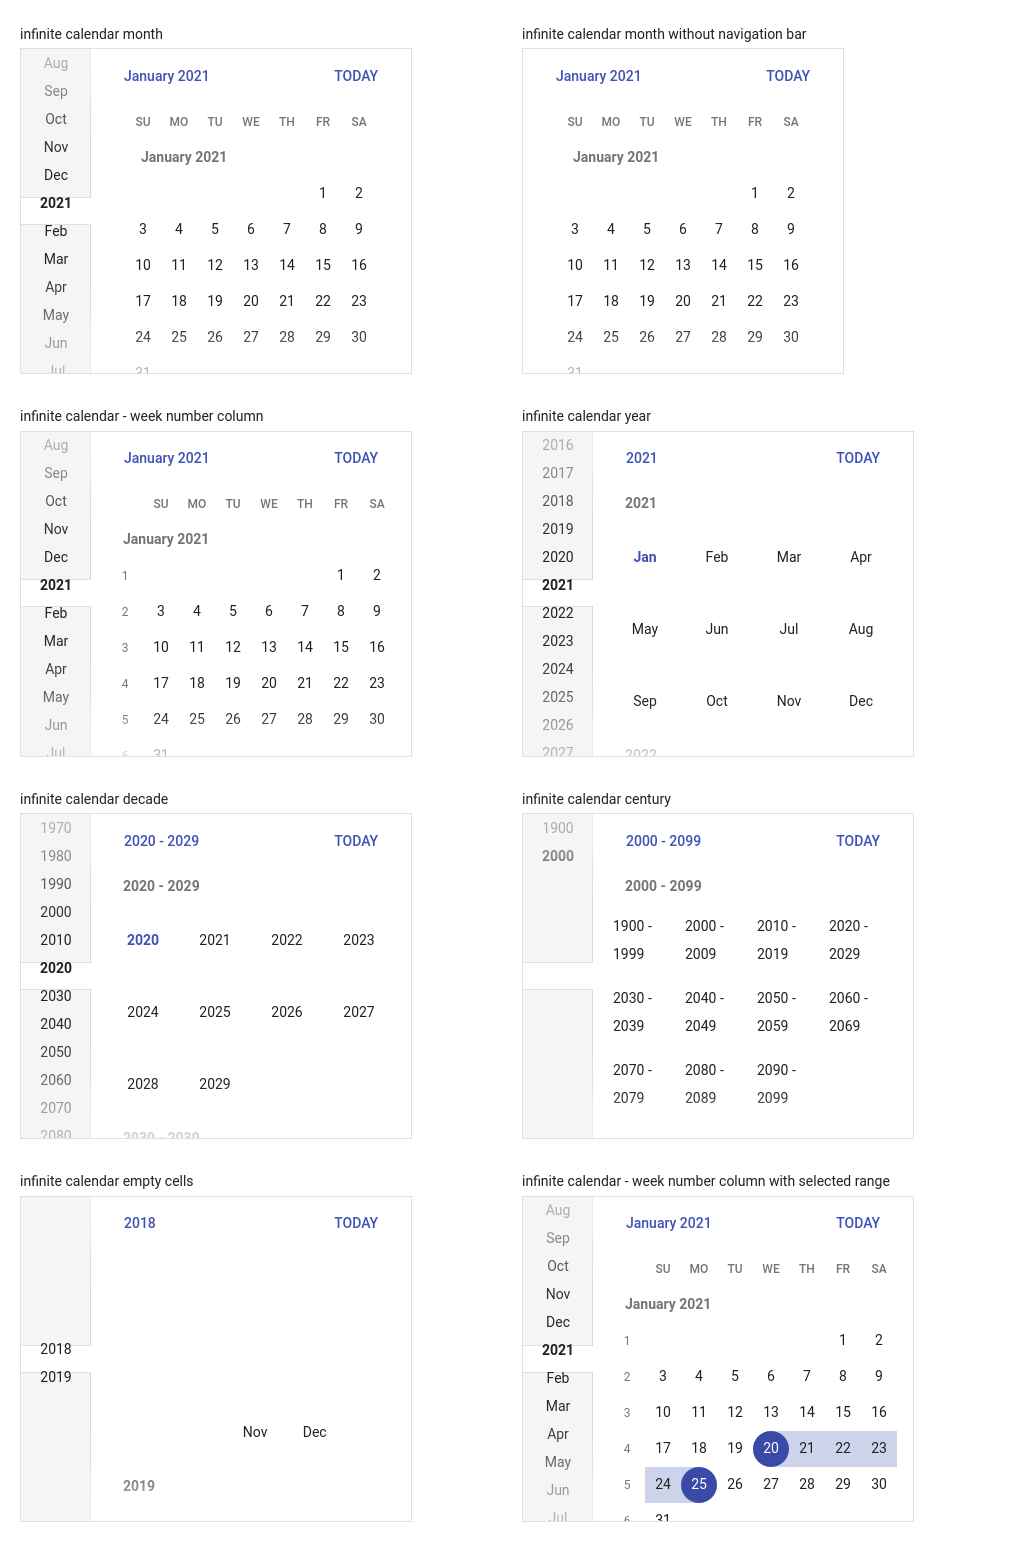 infinite calendar month
Aug
Sep
Oct
Nov
Dec
2021
Feb
Mar
Apr
May
Jun
Jul
January 2021 TODAY
SU MO TU WE TH FR SA
January 2021
1 2
3 4 5 6 7 8 9
10 11 12 13 14 15 16
17 18 19 20 21 22 23
24 25 26 27 28 29 30
31
infinite calendar month without navigation bar
January 2021 TODAY
SU MO TU WE TH FR SA
January 2021
1 2
3 4 5 6 7 8 9
10 11 12 13 14 15 16
17 18 19 20 21 22 23
24 25 26 27 28 29 30
31
infinite calendar - week number column
Aug
Sep
Oct
Nov
Dec
2021
Feb
Mar
Apr
May
Jun
Jul
January 2021 TODAY
SU MO TU WE TH FR SA
January 2021
1 1 2
2 3 4 5 6 7 8 9
3 10 11 12 13 14 15 16
4 17 18 19 20 21 22 23
5 24 25 26 27 28 29 30
6 31
infinite calendar year
2016
2017
2018
2019
2020
2021
2022
2023
2024
2025
2026
2027
2021 TODAY
2021
Jan Feb Mar Apr
May Jun Jul Aug
Sep Oct Nov Dec
2022
infinite calendar decade
1970
1980
1990
2000
2010
2020
2030
2040
2050
2060
2070
2080
2020 - 2029 TODAY
2020 - 2029
2020 2021 2022 2023
2024 2025 2026 2027
2028 2029
2030 - 2039
infinite calendar century
1900
2000
2000 - 2099 TODAY
2000 - 2099
1900 - 2000 - 2010 - 2020 -
1999 2009 2019 2029
2030 - 2040 - 2050 - 2060 -
2039 2049 2059 2069
2070 - 2080 - 2090 -
2079 2089 2099
infinite calendar empty cells
2018
2019
2018 TODAY
Nov Dec
2019
infinite calendar - week number column with selected range
Aug
Sep
Oct
Nov
Dec
2021
Feb
Mar
Apr
May
Jun
Jul
January 2021 TODAY
SU MO TU WE TH FR SA
January 2021
1 1 2
2 3 4 5 6 7 8 9
3 10 11 12 13 14 15 16
4 17 18 19 20 21 22 23
5 24 25 26 27 28 29 30
6 31